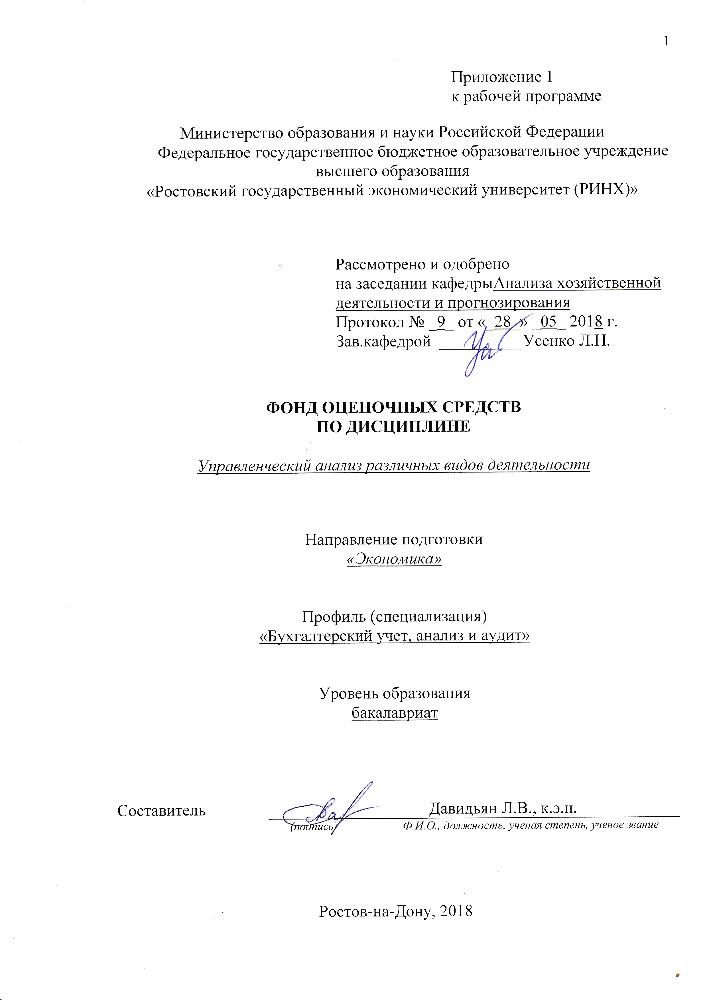 1
Приложение 1
к рабочей программе
Министерство образования и науки Российской Федерации
Федеральное государственное бюджетное образовательное учреждение
высшего образования
«Ростовский государственный экономический университет (РИНХ)»
Рассмотрено и одобрено
на заседании кафедрыАнализа хозяйственной
деятельности и прогнозирования
Протокол № _9_ от «_28_» _05_ 2018 г.
Зав.кафедрой __________Усенко Л.Н.
ФОНД ОЦЕНОЧНЫХ СРЕДСТВ
ПО ДИСЦИПЛИНЕ
Управленческий анализ различных видов деятельности
Направление подготовки
«Экономика»
Профиль (специализация)
«Бухгалтерский учет, анализ и аудит»
Уровень образования
бакалавриат
Составитель Давидьян Л.В., к.э.н.
(подпись) Ф.И.О., должность, ученая степень, ученое звание
Ростов-на-Дону, 2018